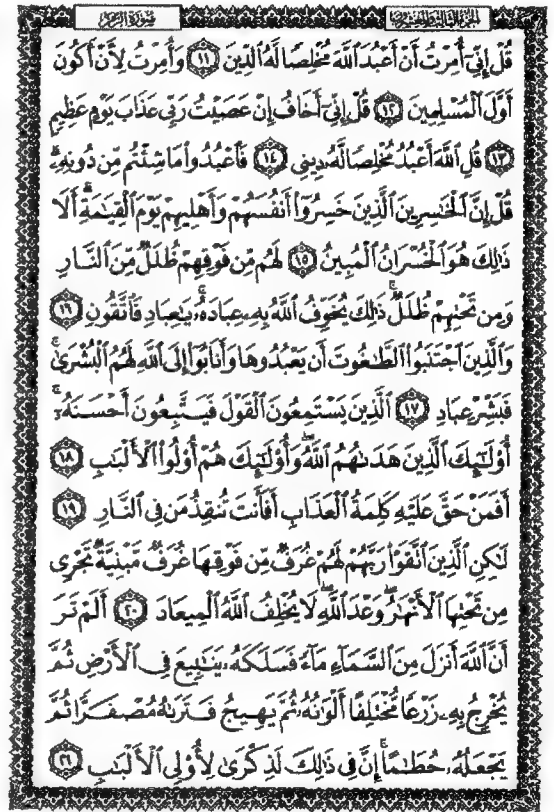 سُورَةُ الزُّمَر
الجزء الثالث والعشرون
قُلْ إِنِّىٓ أُمِرْتُ أَنْ أَعْبُدَ ٱللَّهَ مُخْلِصًا لَّهُ ٱلدِّينَ ﴿١١﴾ وَأُمِرْتُ لِأَنْ أَكُونَ
أَوَّلَ ٱلْمُسْلِمِينَ ﴿١٢﴾ قُلْ إِنِّىٓ أَخَافُ إِنْ عَصَيْتُ رَبِّى عَذَابَ يَوْمٍ عَظِيمٍ
﴿١٣﴾ قُلِ ٱللَّهَ أَعْبُدُ مُخْلِصًا لَّهُۥ دِينِى ﴿١٤﴾ فَٱعْبُدُوا۟ مَا شِئْتُم مِّن دُونِهِۦ ۗ
قُلْ إِنَّ ٱلْخَٰسِرِينَ ٱلَّذِينَ خَسِرُوٓا۟ أَنفُسَهُمْ وَأَهْلِيهِمْ يَوْمَ ٱلْقِيَٰمَةِ ۗ أَلَا
ذَٰلِكَ هُوَ ٱلْخُسْرَانُ ٱلْمُبِينُ ﴿١٥﴾ لَهُم مِّن فَوْقِهِمْ ظُلَلٌ مِّنَ ٱلنَّارِ
وَمِن تَحْتِهِمْ ظُلَلٌ ۚ ذَٰلِكَ يُخَوِّفُ ٱللَّهُ بِهِۦ عِبَادَهُۥ ۚ يَٰعِبَادِ فَٱتَّقُونِ ﴿١٦﴾
وَٱلَّذِينَ ٱجْتَنَبُوا۟ ٱلطَّٰغُوتَ أَن يَعْبُدُوهَا وَأَنَابُوٓا۟ إِلَى ٱللَّهِ لَهُمُ ٱلْبُشْرَىٰ ۚ
فَبَشِّرْ عِبَادِ ﴿١٧﴾ ٱلَّذِينَ يَسْتَمِعُونَ ٱلْقَوْلَ فَيَتَّبِعُونَ أَحْسَنَهُۥٓ ۚ
أُو۟لَٰٓئِكَ ٱلَّذِينَ هَدَىٰهُمُ ٱللَّهُ ۖ وَأُو۟لَٰٓئِكَ هُمْ أُو۟لُوا۟ ٱلْأَلْبَٰبِ ﴿١٨﴾
أَفَمَنْ حَقَّ عَلَيْهِ كَلِمَةُ ٱلْعَذَابِ أَفَأَنتَ تُنقِذُ مَن فِى ٱلنَّارِ ﴿١٩﴾
لَٰكِنِ ٱلَّذِينَ ٱتَّقَوْا۟ رَبَّهُمْ لَهُمْ غُرَفٌ مِّن فَوْقِهَا غُرَفٌ مَّبْنِيَّةٌ تَجْرِى
مِن تَحْتِهَا ٱلْأَنْهَٰرُ ۖ وَعْدَ ٱللَّهِ ۖ لَا يُخْلِفُ ٱللَّهُ ٱلْمِيعَادَ ﴿٢٠﴾ أَلَمْ تَرَ
أَنَّ ٱللَّهَ أَنزَلَ مِنَ ٱلسَّمَآءِ مَآءً فَسَلَكَهُۥ يَنَٰبِيعَ فِى ٱلْأَرْضِ ثُمَّ
يُخْرِجُ بِهِۦ زَرْعًا مُّخْتَلِفًا أَلْوَٰنُهُۥ ثُمَّ يَهِيجُ فَتَرَىٰهُ مُصْفَرًّا ثُمَّ
يَجْعَلُهُۥ حُطَٰمًا ۚ إِنَّ فِى ذَٰلِكَ لَذِكْرَىٰ لِأُو۟لِى ٱلْأَلْبَٰبِ ﴿٢١﴾